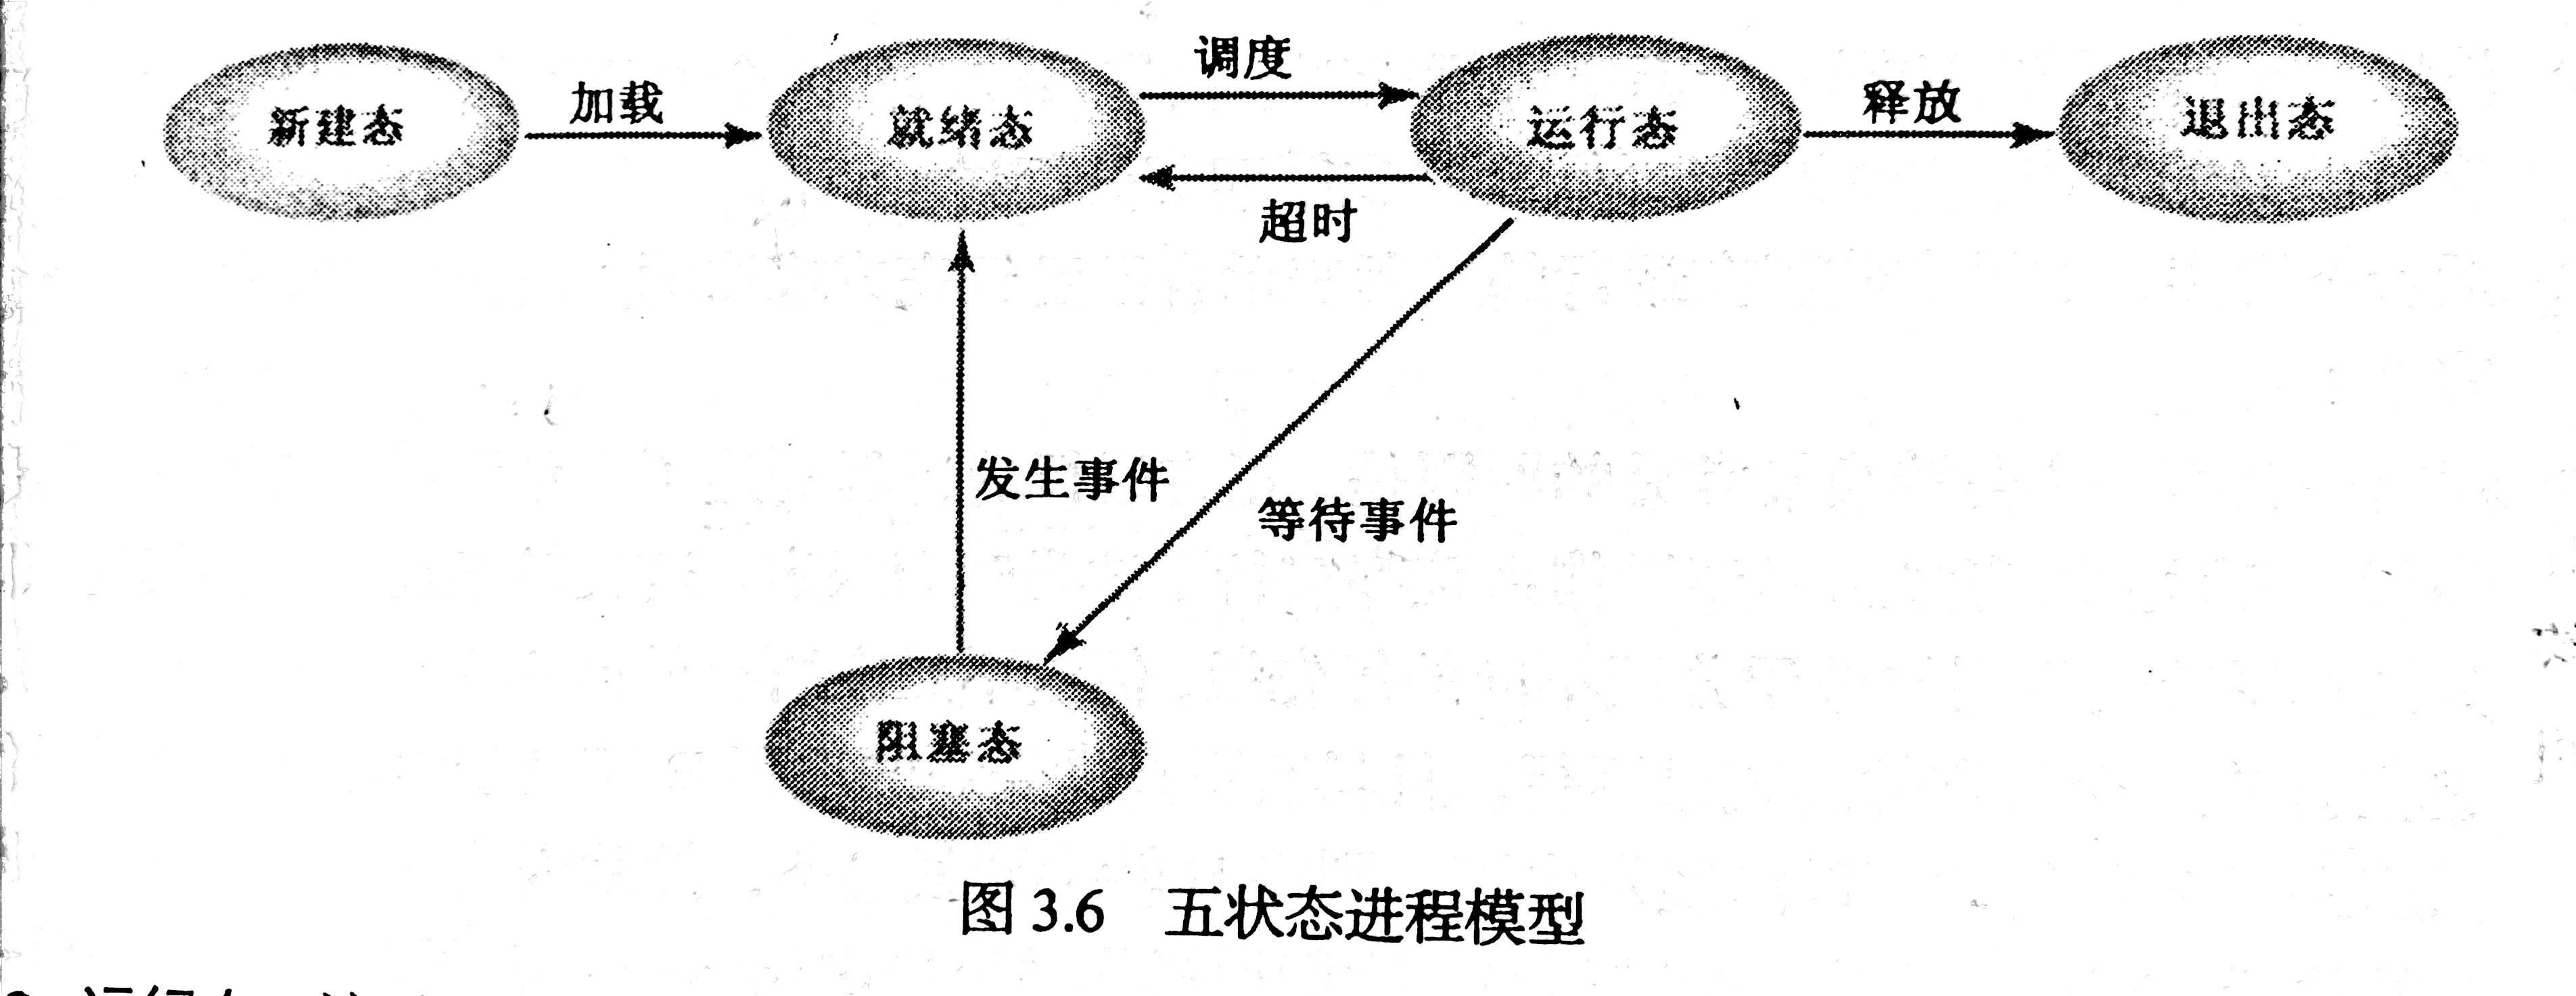 新建态 加载 就绪态 调度 运行态 释放 退出态
超时
发生事件
等待事件
阻塞态
图 3.6 五状态进程模型